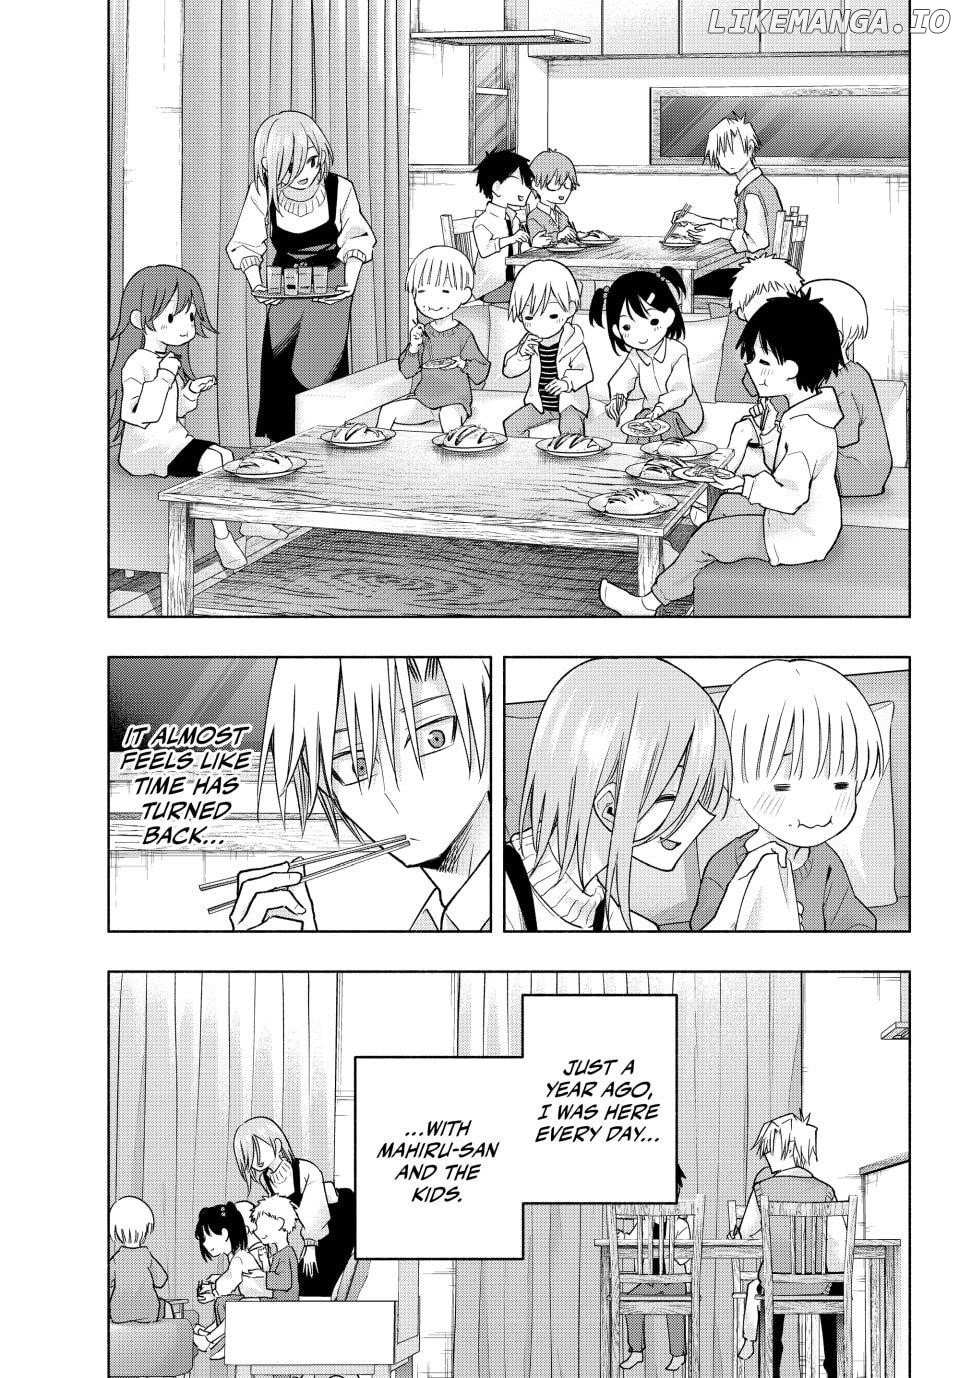 LIKEMANGA.IO
IT ALMOST
FEELS LIKE
TIME HAS
TURNED
BACK...
JUST A
YEAR AGO,
I WAS HERE
EVERY DAY...
...WITH
MAHIRU-SAN
AND THE
KIDS.